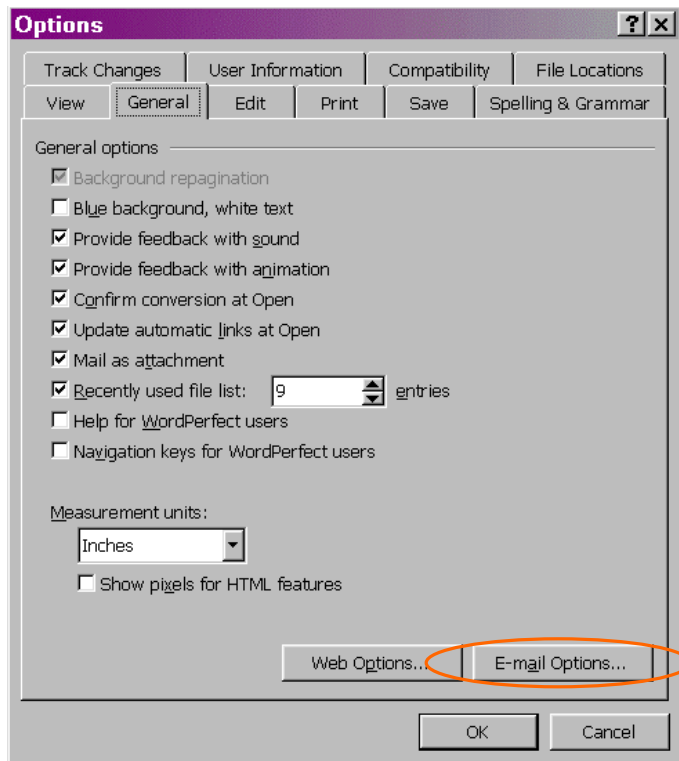 Options
Track Changes User Information Compatibility File Locations
View General Edit Print Save Spelling & Grammar
General options
Background repagination
Blue background, white text
Provide feedback with sound
Provide feedback with animation
Confirm conversion at Open
Update automatic links at Open
Mail as attachment
Recently used file list: 9 entries
Help for WordPerfect users
Navigation keys for WordPerfect users
Measurement units:
Inches
Show pixels for HTML features
Web Options... E-mail Options...
OK Cancel